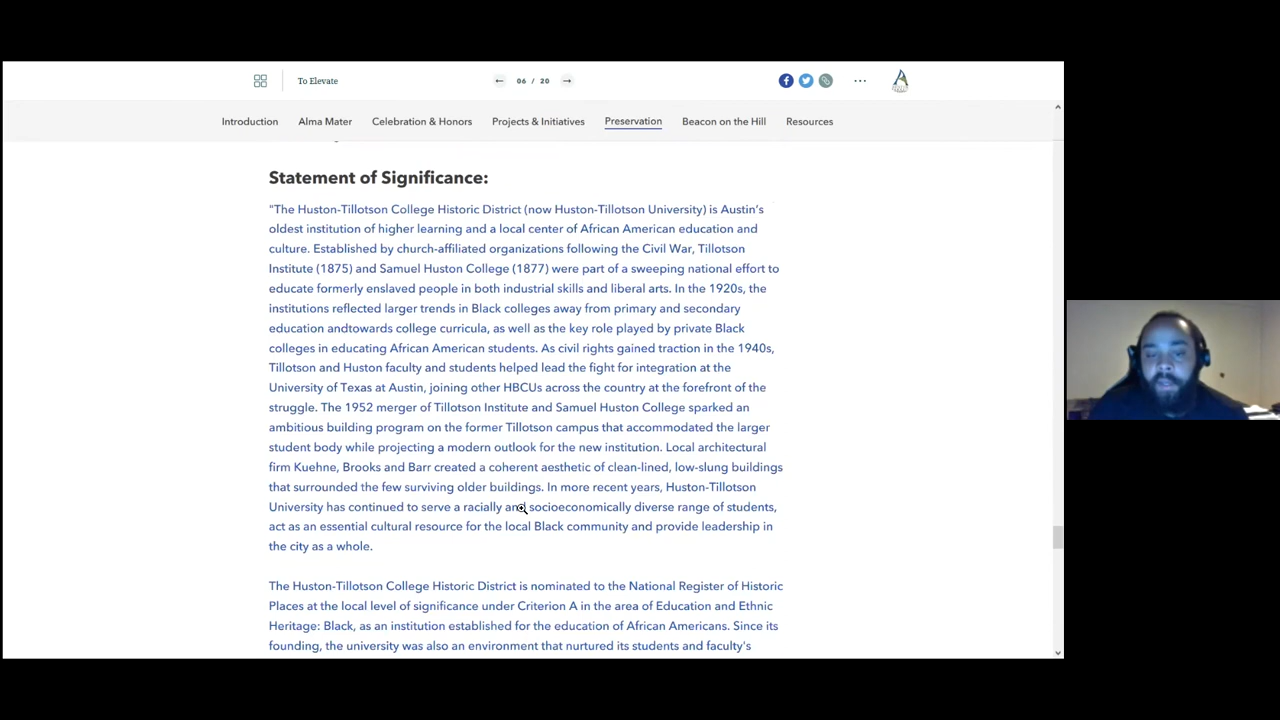 To Elevate
06 / 20
Introduction Alma Mater Celebration & Honors Projects & Initiatives Preservation Beacon on the Hill Resources
Statement of Significance:
"The Huston-Tillotson College Historic District (now Huston-Tillotson University) is Austin's
oldest institution of higher learning and a local center of African American education and
culture. Established by church-affiliated organizations following the Civil War, Tillotson
Institute (1875) and Samuel Huston College (1877) were part of a sweeping national effort to
educate formerly enslaved people in both industrial skills and liberal arts. In the 1920s, the
institutions reflected larger trends in Black colleges away from primary and secondary
education andtowards college curricula, as well as the key role played by private Black
colleges in educating African American students. As civil rights gained traction in the 1940s,
Tillotson and Huston faculty and students helped lead the fight for integration at the
University of Texas at Austin, joining other HBCUs across the country at the forefront of the
struggle. The 1952 merger of Tillotson Institute and Samuel Huston College sparked an
ambitious building program on the former Tillotson campus that accommodated the larger
student body while projecting a modern outlook for the new institution. Local architectural
firm Kuehne, Brooks and Barr created a coherent aesthetic of clean-lined, low-slung buildings
that surrounded the few surviving older buildings. In more recent years, Huston-Tillotson
University has continued to serve a racially and socioeconomically diverse range of students,
act as an essential cultural resource for the local Black community and provide leadership in
the city as a whole.
The Huston-Tillotson College Historic District is nominated to the National Register of Historic
Places at the local level of significance under Criterion A in the area of Education and Ethnic
Heritage: Black, as an institution established for the education of African Americans. Since its
founding, the university was also an environment that nurtured its students and faculty's